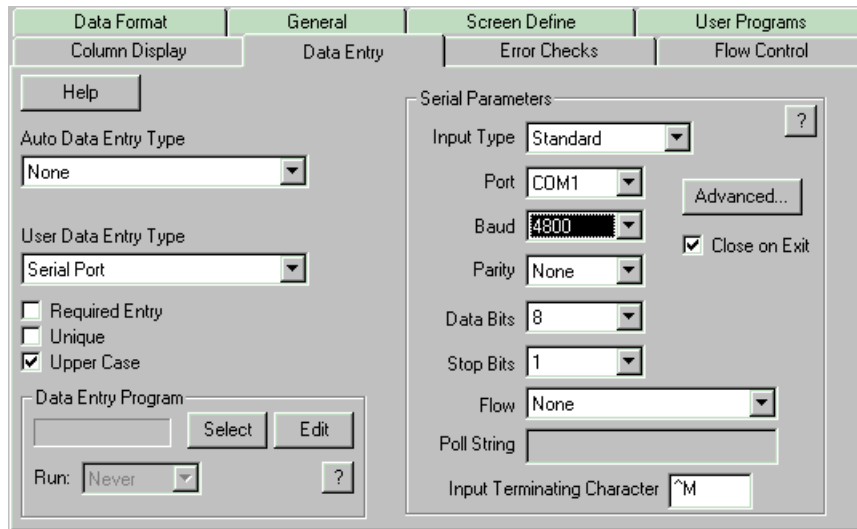 Data Format General Screen Define User Programs
Column Display Data Entry Error Checks Flow Control
Help
Auto Data Entry Type
None
User Data Entry Type
Serial Port
Required Entry
Unique
Upper Case
Data Entry Program
Select Edit
Run: Never ?
Serial Parameters
?
Input Type Standard
Port COM1
Advanced...
Baud 4800
Close on Exit
Parity None
Data Bits 8
Stop Bits 1
Flow None
Poll String
Input Terminating Character ^M